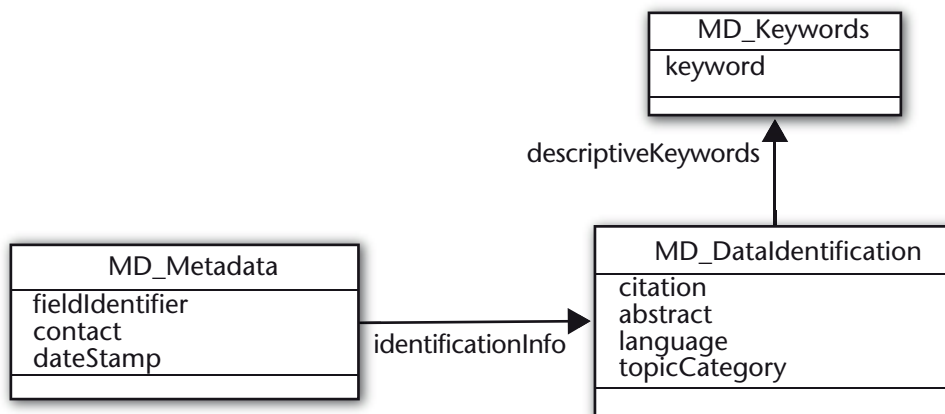 MD_Keywords
keyword
descriptiveKeywords
MD_Metadata
fieldIdentifier
contact
dateStamp
identificationInfo
MD_DataIdentification
citation
abstract
language
topicCategory